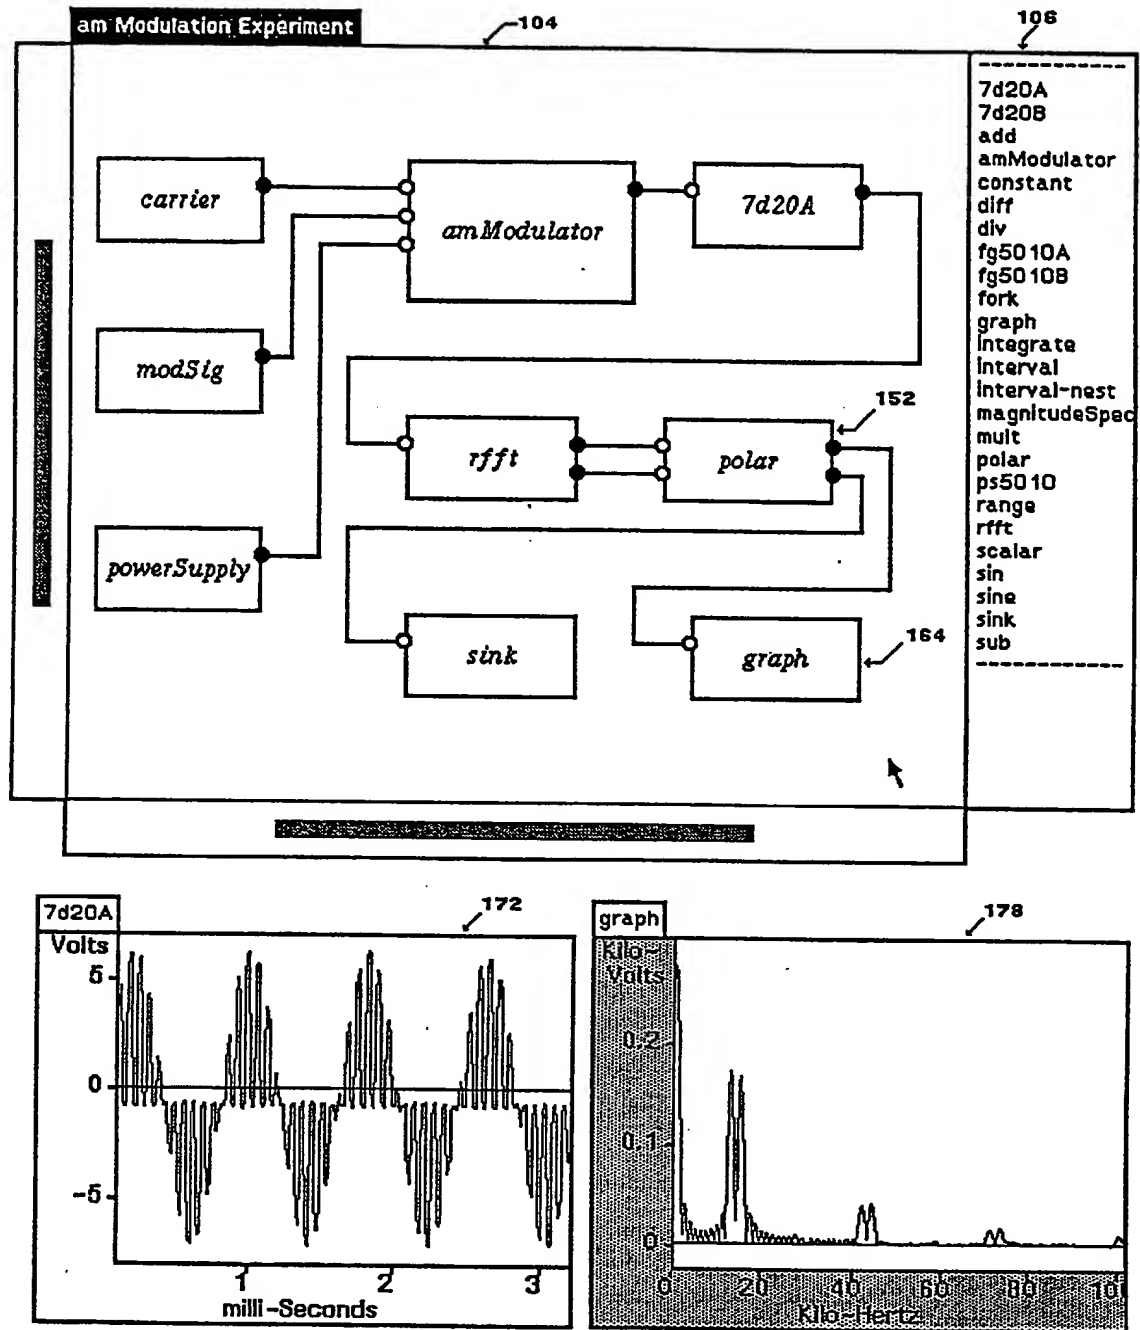 am Modulation Experiment
104
106
carrier
amModulator
7d20A
modSig
rfft
polar
152
powerSupply
sink
graph
164
7d20A
7d20B
add
amModulator
constant
diff
div
fg5010A
fg5010B
fork
graph
integrate
interval
interval-nest
magnitudeSpec
mult
polar
ps5010
range
rfft
scalar
sin
sine
sink
sub
7d20A
172
Volts
5
0
-5
1 2 3
milli-Seconds
graph
178
Kilo-
Volts
0.2
0.1
0
0 20 40 60 80 100
Kilo-Hertz